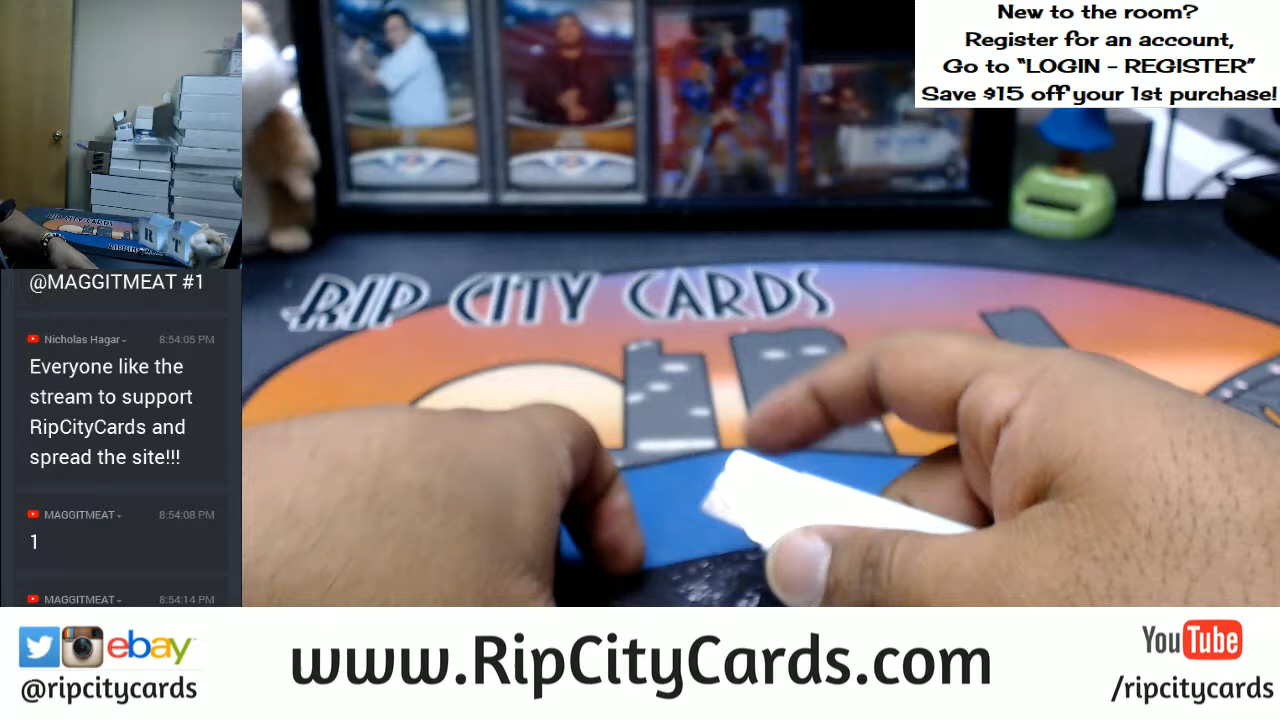 New to the room?
Register for an account,
Go to "LOGIN - REGISTER"
Save $15 off your 1st purchase!
@MAGGITMEAT #1
Nicholas Hagar 8:54:05 PM
Everyone like the
stream to support
RipCityCards and
spread the site!!!
MAGGITMEAT 8:54:08 PM
1
MAGGITMEAT 8:54:14 PM
RIP CITY CARDS
RIP CITY CARDS
R T
ebay
@ripcitycards
www.RipCityCards.com
YouTube
/ripcitycards